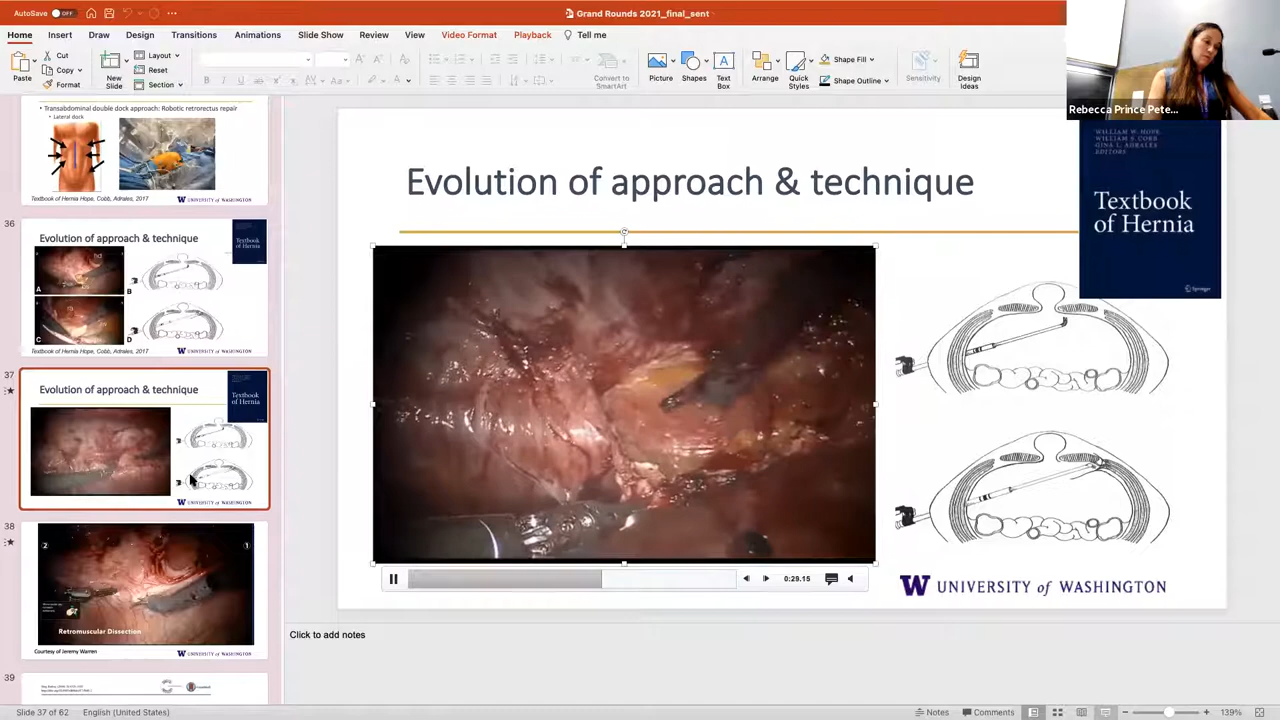 AutoSave OFF
Grand Rounds 2021_final_sent
Home Insert Draw Design Transitions Animations Slide Show Review View Video Format Playback Tell me
Paste
Cut
Copy
Format
New Slide
Layout
Reset
Section
Convert to SmartArt
Picture
Shapes
Text Box
Arrange
Quick Styles
Shape Fill
Shape Outline
Sensitivity
Design Ideas
Rebecca Prince Pete...
• Transabdominal double dock approach: Robotic retrorectus repair
• Lateral dock
Textbook of Hernia Hope, Cobb, Adrales, 2017
UNIVERSITY of WASHINGTON
36
Evolution of approach & technique
Textbook of Hernia
A
B
C
D
Textbook of Hernia Hope, Cobb, Adrales, 2017
UNIVERSITY of WASHINGTON
37
Evolution of approach & technique
Textbook of Hernia
UNIVERSITY of WASHINGTON
38
2
1
Retromuscular Dissection
Courtesy of Jeremy Warren
UNIVERSITY of WASHINGTON
39
Evolution of approach & technique
WILLIAM W. HOPE
WILLIAM S. COBB
GINA L. ADRALES
EDITORS
Textbook
of Hernia
Springer
0:29.15
W UNIVERSITY of WASHINGTON
Click to add notes
Slide 37 of 62 English (United States)
Notes Comments 139%